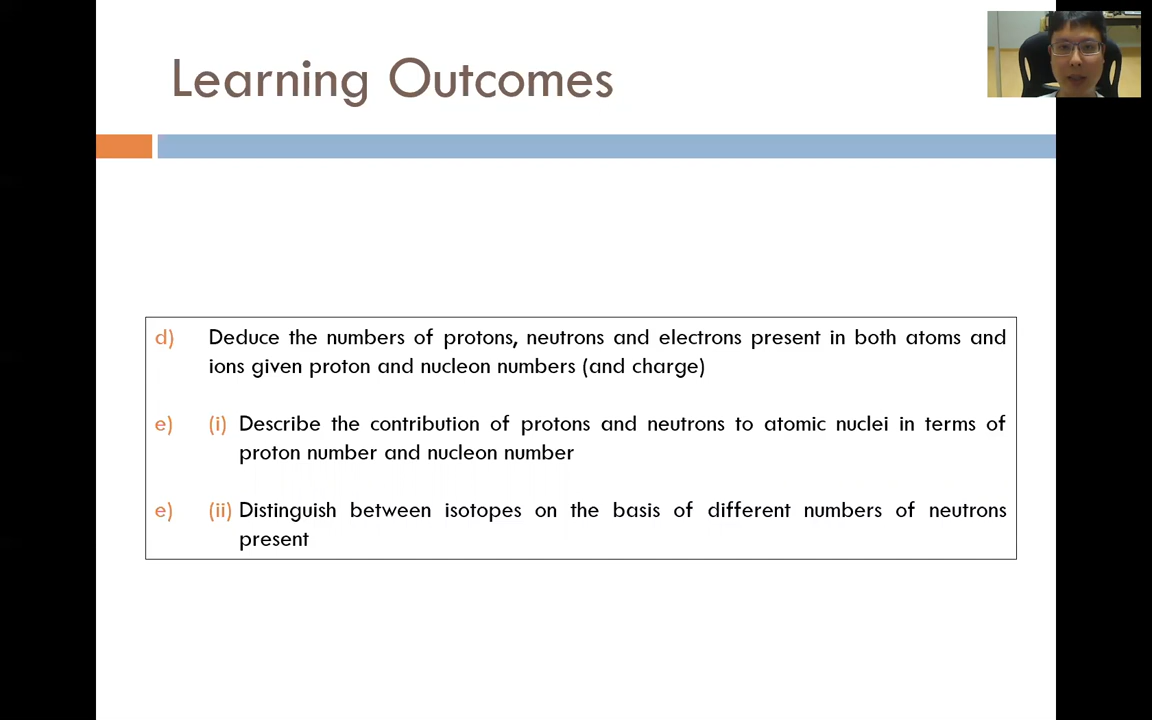 Learning Outcomes
d) Deduce the numbers of protons, neutrons and electrons present in both atoms and
ions given proton and nucleon numbers (and charge)
e) (i) Describe the contribution of protons and neutrons to atomic nuclei in terms of
proton number and nucleon number
e) (ii) Distinguish between isotopes on the basis of different numbers of neutrons
present